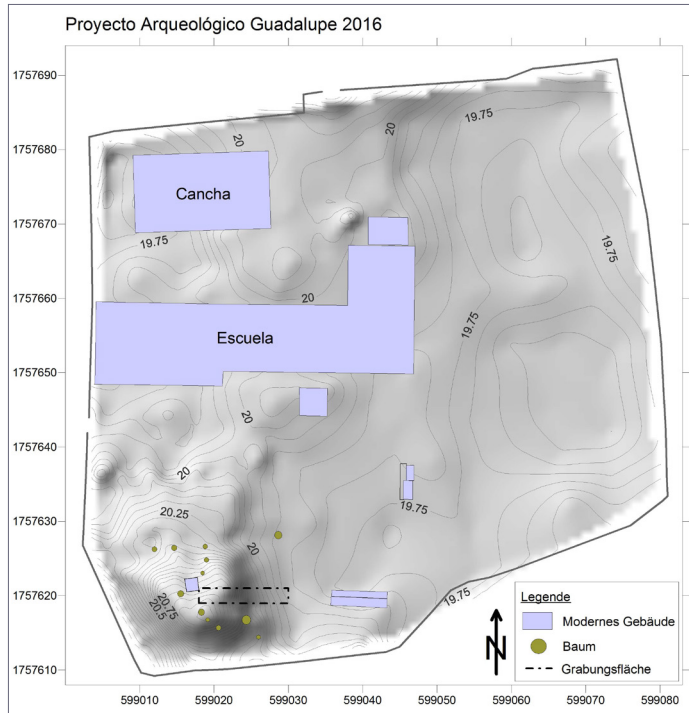 Proyecto Arqueológico Guadalupe 2016
1757690
1757680
1757670
1757660
1757650
1757640
1757630
1757620
1757610
20
20
19.75
Cancha
19.75
19.75
20
19.75
Escuela
20
20
19.75
20.25
20
20.75
20.5
19.75
N
Legende
Modernes Gebäude
Baum
Grabungsfläche
599010 599020 599030 599040 599050 599060 599070 599080